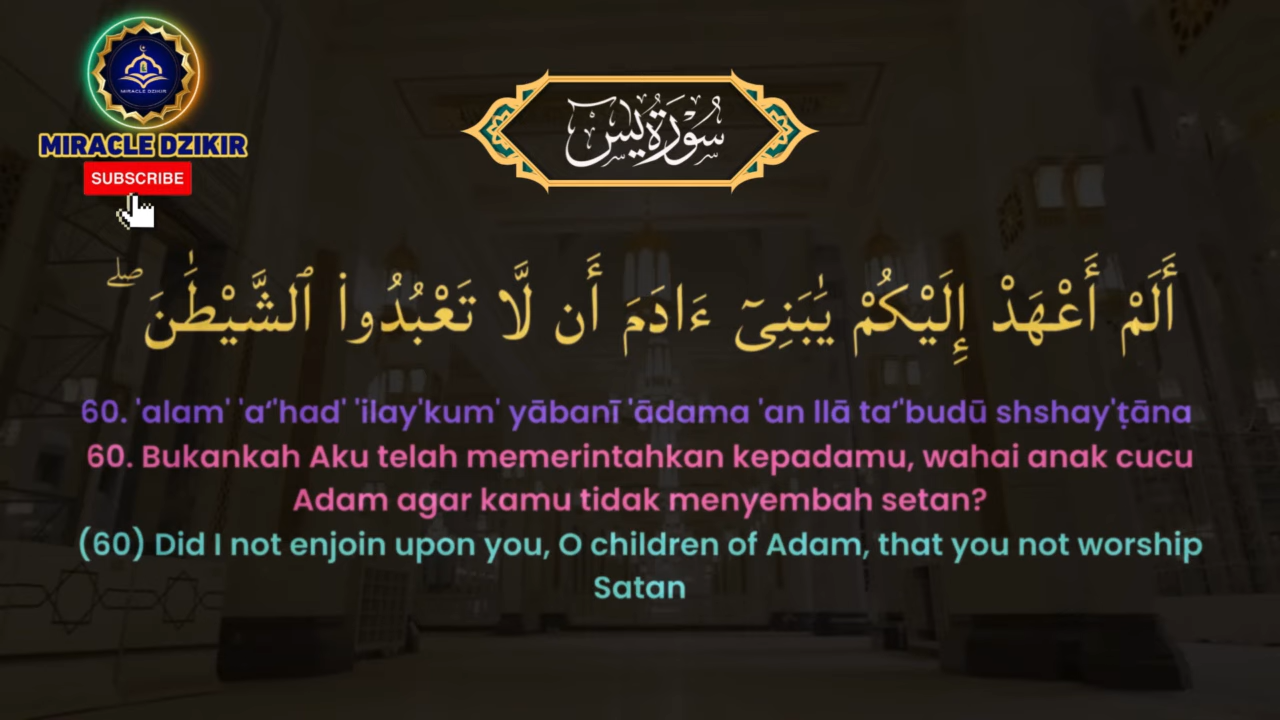 MIRACLE DZIKIR
MIRACLE DZIKIR
SUBSCRIBE
سُورَةُ يس
أَلَمْ أَعْهَدْ إِلَيْكُمْ يَٰبَنِىٓ ءَادَمَ أَن لَّا تَعْبُدُوا۟ ٱلشَّيْطَٰنَ ۖ
60. 'alam' 'a‘'had' 'ilay'kum' yābanī 'ādama 'an llā ta‘'budū shshay'ṭāna
60. Bukankah Aku telah memerintahkan kepadamu, wahai anak cucu
Adam agar kamu tidak menyembah setan?
(60) Did I not enjoin upon you, O children of Adam, that you not worship
Satan